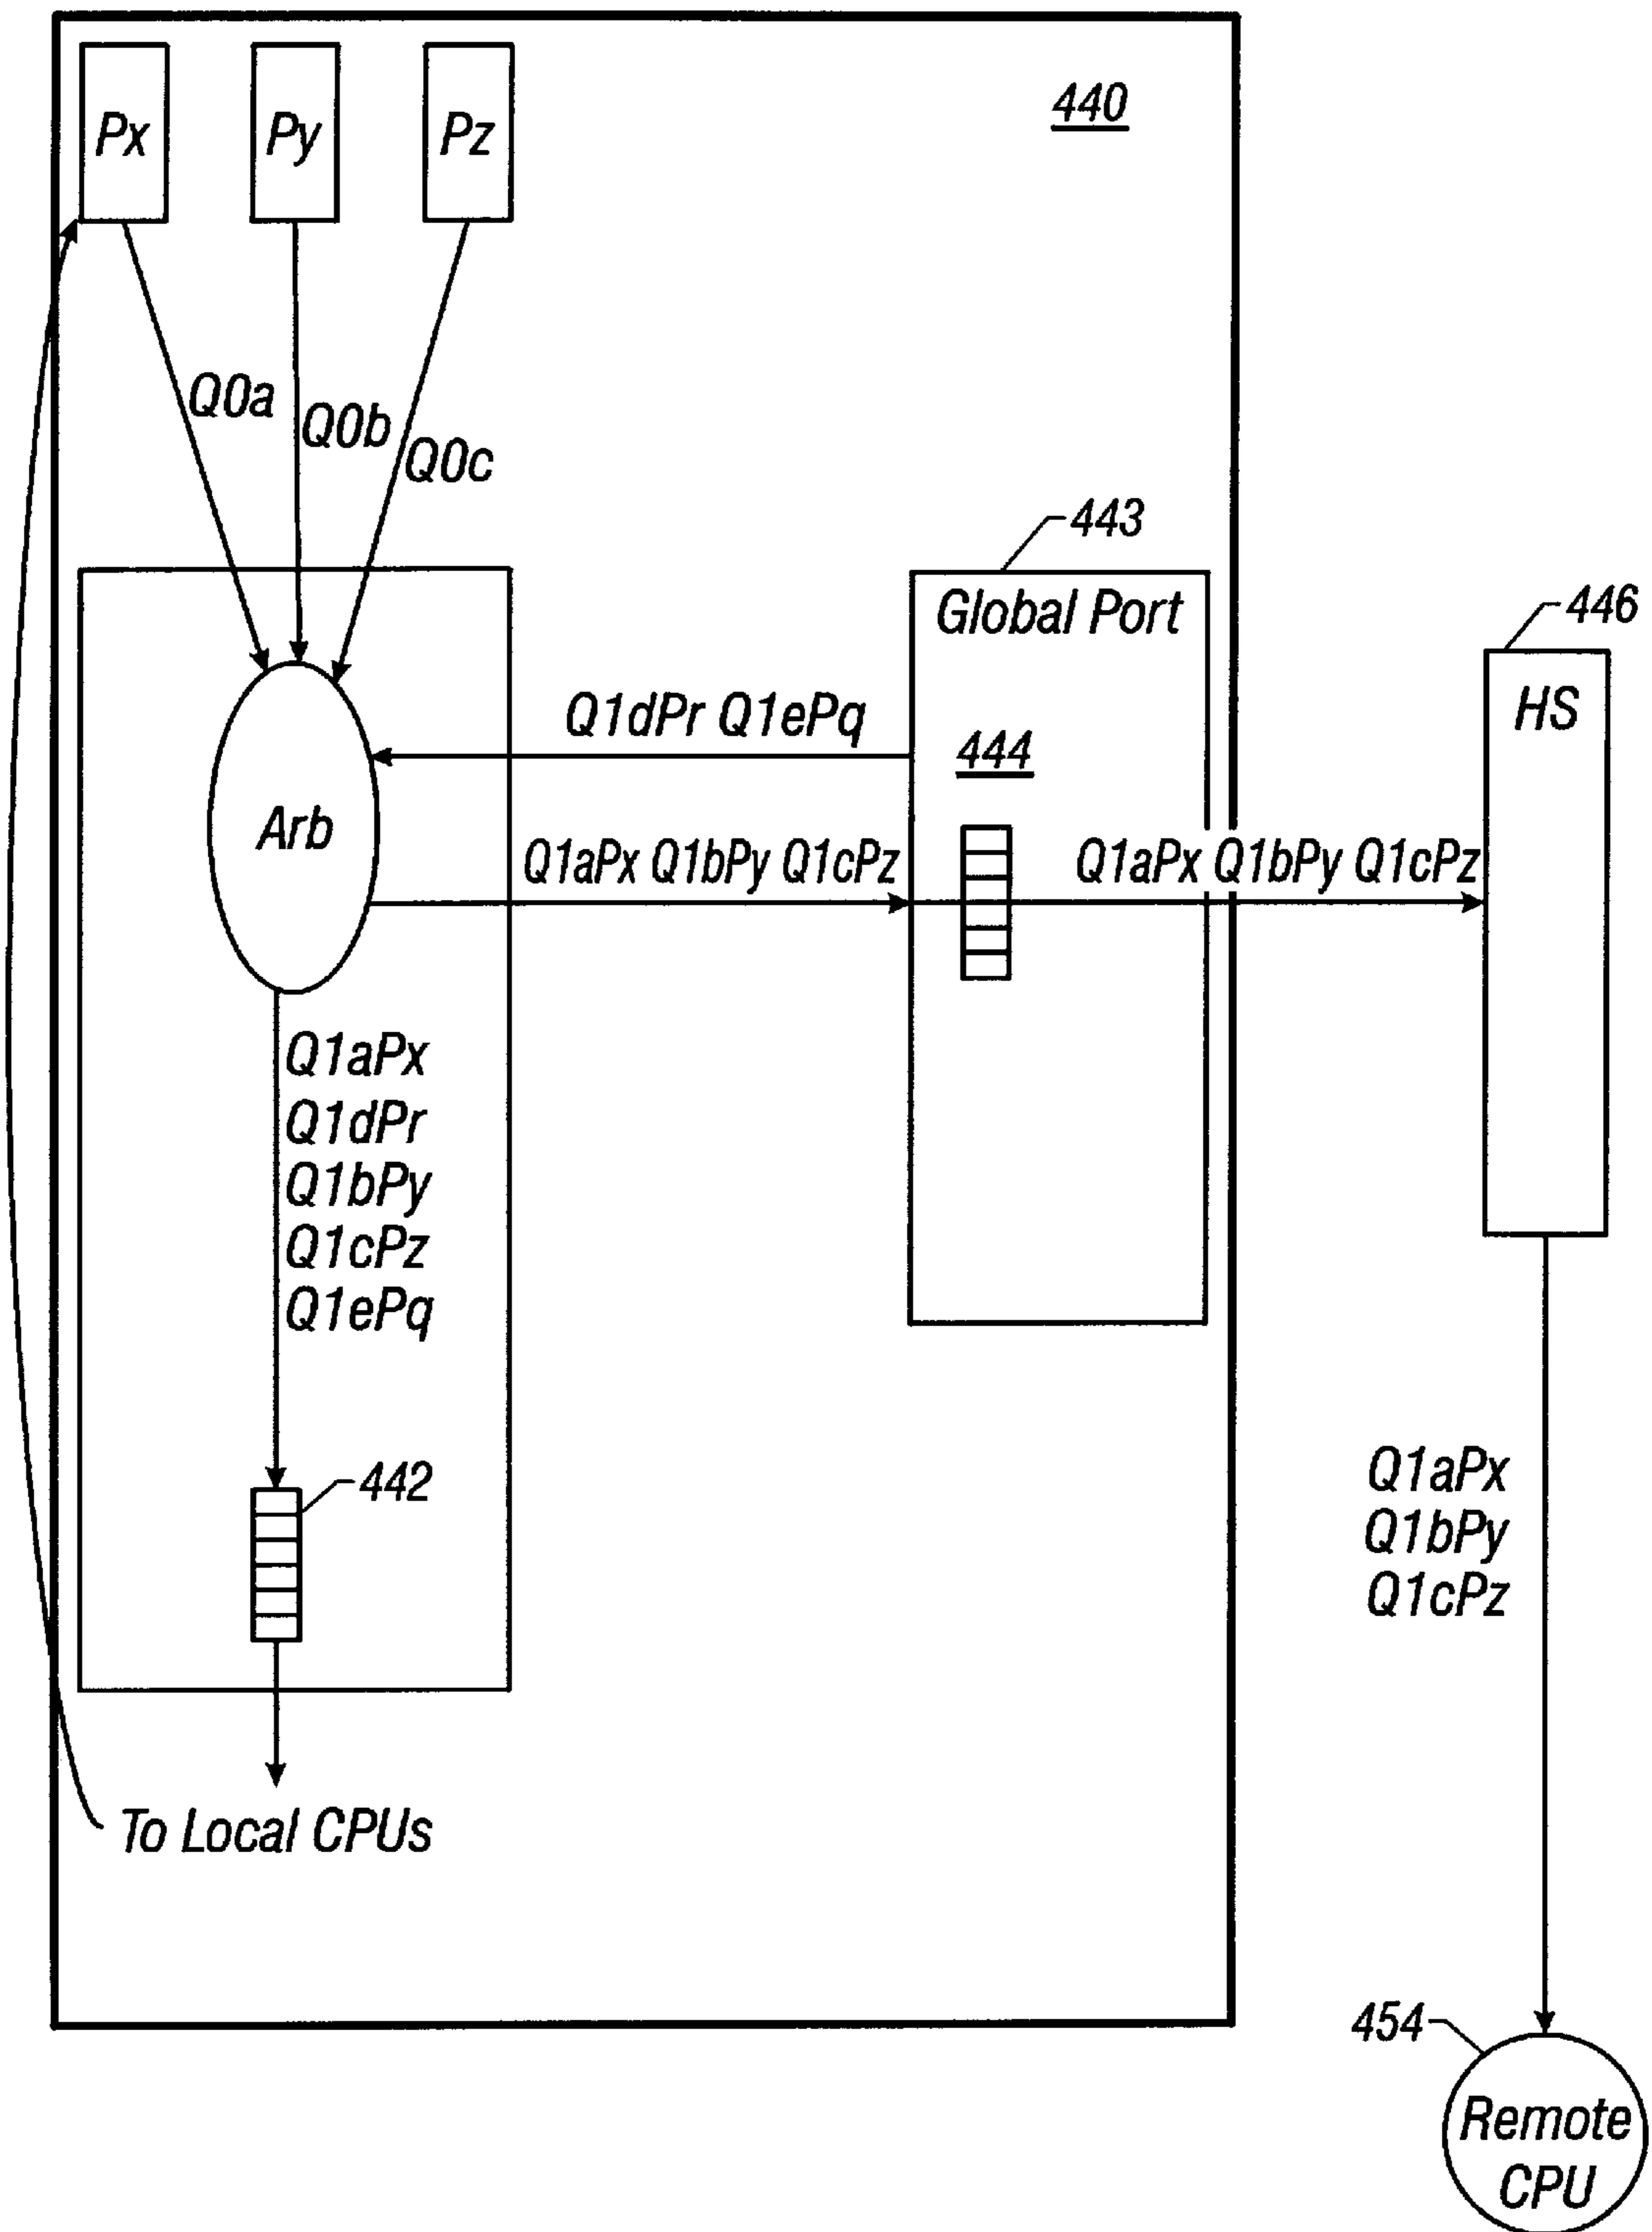 Px
Py
Pz
440
Q0a
Q0b
Q0c
443
Global Port
446
HS
Q1dPr Q1ePq
444
Arb
Q1aPx Q1bPy Q1cPz
Q1aPx Q1bPy Q1cPz
Q1aPx
Q1dPr
Q1bPy
Q1cPz
Q1ePq
442
Q1aPx
Q1bPy
Q1cPz
To Local CPUs
454
Remote
CPU